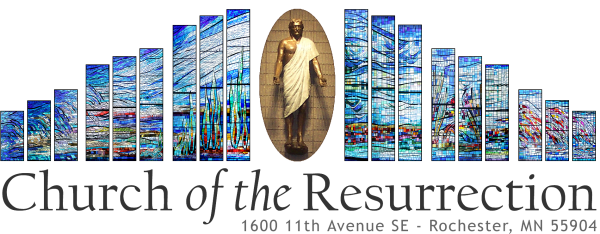 Church of the Resurrection
1600 11th Avenue SE - Rochester, MN 55904